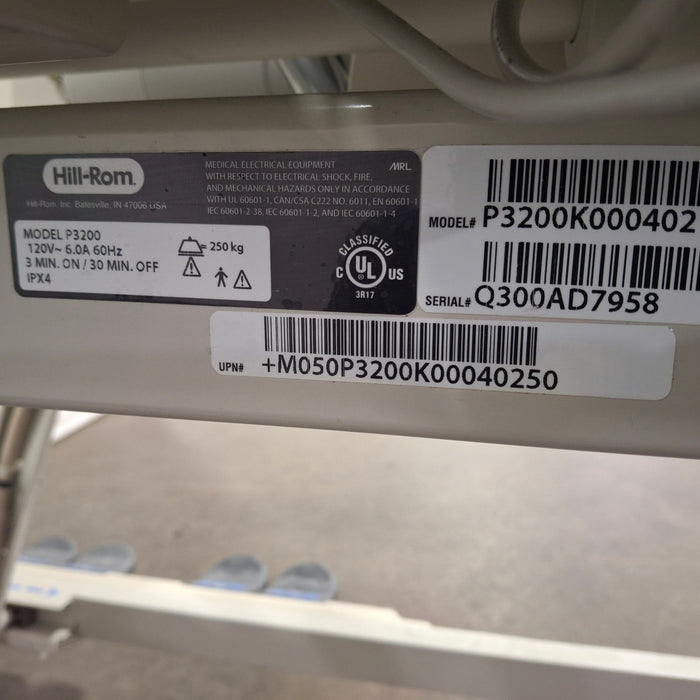 Hill-Rom.
Hill-Rom, Inc. Batesville, IN 47006 USA
MEDICAL ELECTRICAL EQUIPMENT
WITH RESPECT TO ELECTRICAL SHOCK, FIRE,
AND MECHANICAL HAZARDS ONLY IN ACCORDANCE
WITH UL 60601-1, CAN/CSA C222 NO. 6011, EN 60601-1
IEC 60601-2-38, IEC 60601-1-2, AND IEC 60601-1-4
MRL
MODEL P3200
120V~ 6.0A 60Hz
3 MIN. ON / 30 MIN. OFF
IPX4
= 250 kg
CLASSIFIED
C UL US
3R17
MODEL# P3200K000402
SERIAL# Q300AD7958
UPN# +M050P3200K00040250